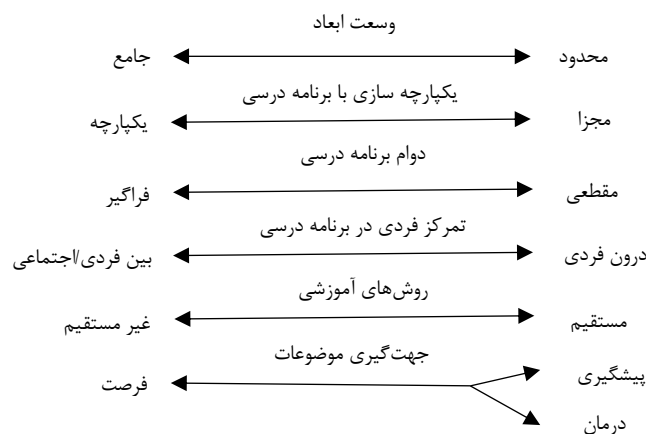 وسعت ابعاد
محدود جامع
یکپارچه سازی با برنامه درسی
مجزا یکپارچه
دوام برنامه درسی
مقطعی فراگیر
تمرکز فردی در برنامه درسی
درون فردی بین فردی/اجتماعی
روش‌های آموزشی
مستقیم غیر مستقیم
جهت‌گیری موضوعات
پیشگیری فرصت
درمان